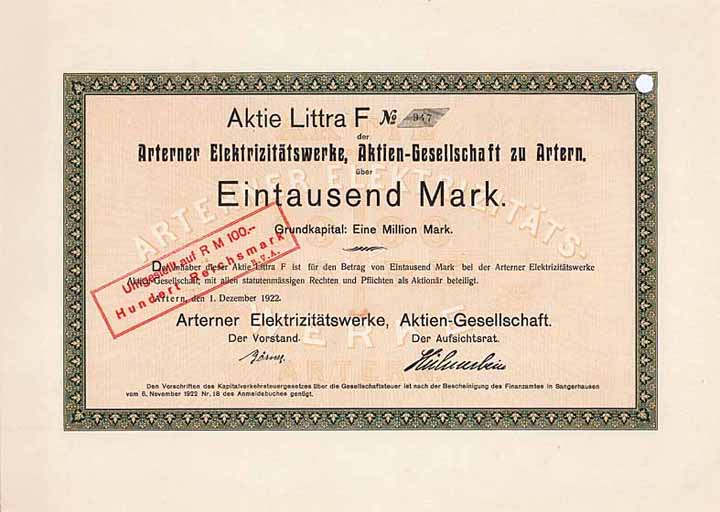 Aktie Littra F № 947
der
Arterner Elektrizitätswerke, Aktien-Gesellschaft zu Artern.
über
Eintausend Mark.
Grundkapital: Eine Million Mark.
Umgestellt auf RM 100.-
Hundert Reichsmark
Der Inhaber dieser Aktie Littra F ist für den Betrag von Eintausend Mark bei der Arterner Elektrizitätswerke
Aktien-Gesellschaft, mit allen statutenmässigen Rechten und Pflichten als Aktionär beteiligt.
Artern, den 1. Dezember 1922.
Arterner Elektrizitätswerke, Aktien-Gesellschaft.
Der Vorstand. Der Aufsichtsrat.
Den Vorschriften des Kapitalverkehrsteuergesetzes über die Gesellschaftsteuer ist nach der Bescheinigung des Finanzamtes in Sangerhausen
vom 6. November 1922 Nr. 18 des Anmeldebuches genügt.
ARTERNER ELEKTRIZITÄTS-
WERKE
ARTERN